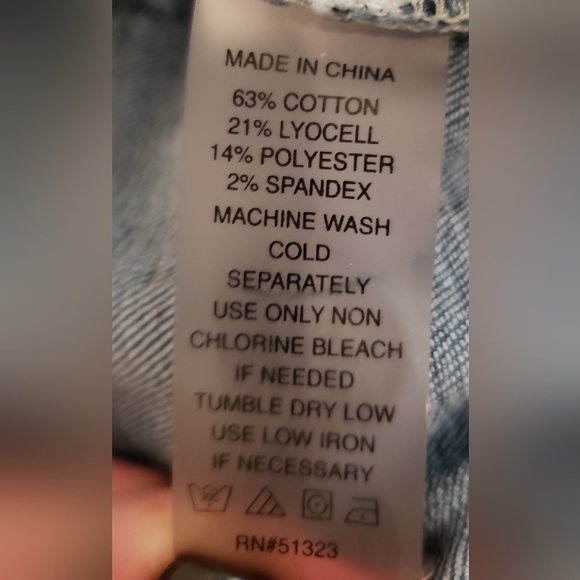 MADE IN CHINA
63% COTTON
21% LYOCELL
14% POLYESTER
2% SPANDEX
MACHINE WASH
COLD
SEPARATELY
USE ONLY NON
CHLORINE BLEACH
IF NEEDED
TUMBLE DRY LOW
USE LOW IRON
IF NECESSARY
RN#51323